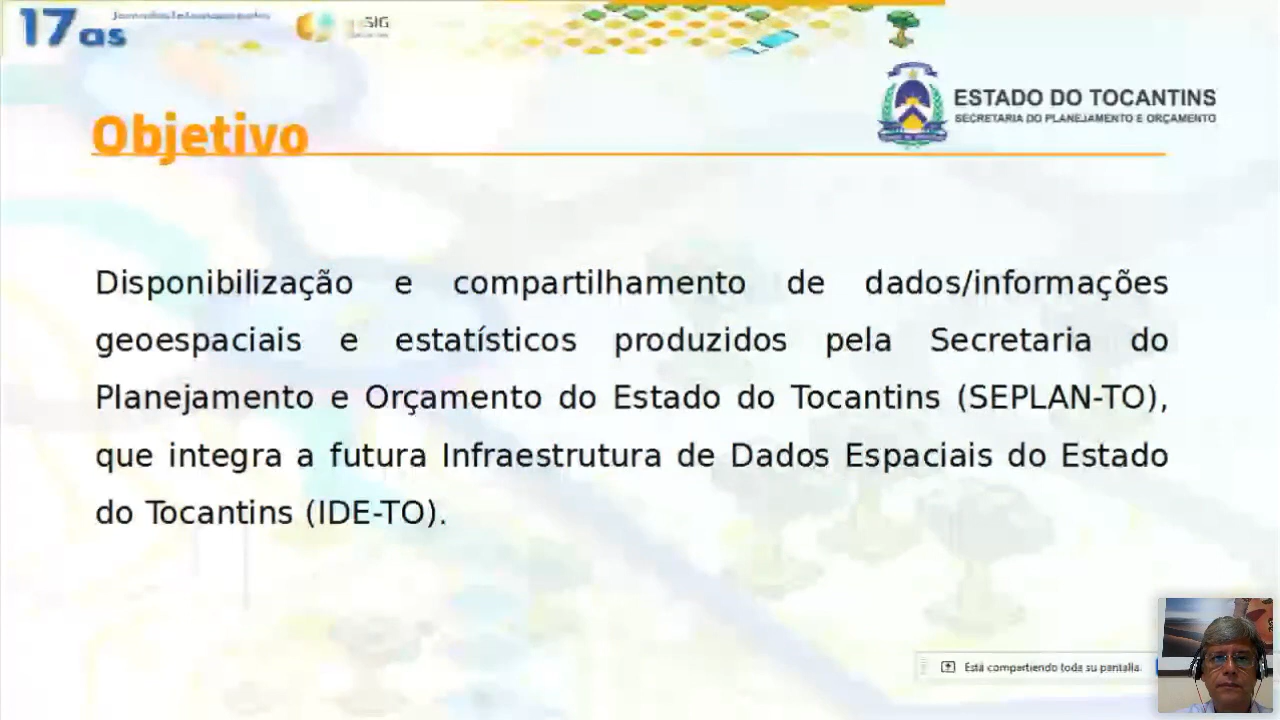 17as
SIG
ESTADO DO TOCANTINS
SECRETARIA DO PLANEJAMENTO E ORÇAMENTO
Objetivo
Disponibilização e compartilhamento de dados/informações
geoespaciais e estatísticos produzidos pela Secretaria do
Planejamento e Orçamento do Estado do Tocantins (SEPLAN-TO),
que integra a futura Infraestrutura de Dados Espaciais do Estado
do Tocantins (IDE-TO).
Está compartiendo toda su pantalla.